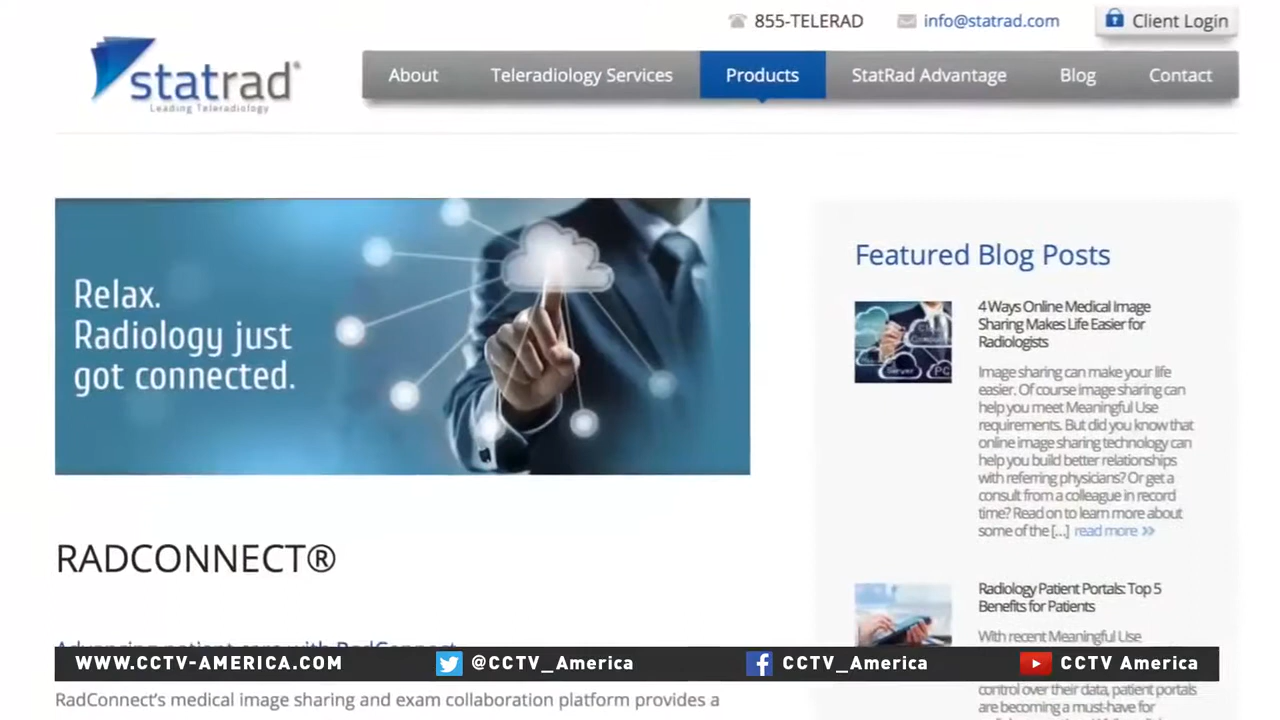 855-TELERAD
info@statrad.com
Client Login
statrad®
Leading Teleradiology
About
Teleradiology Services
Products
StatRad Advantage
Blog
Contact
Relax.
Radiology just
got connected.
Featured Blog Posts
4 Ways Online Medical Image
Sharing Makes Life Easier for
Radiologists
Image sharing can make your life
easier. Of course image sharing can
help you meet Meaningful Use
requirements. But did you know that
online image sharing technology can
help you build better relationships
with referring physicians? Or get a
consult from a colleague in record
time? Read on to learn more about
some of the [...] read more »
Server
PC
RADCONNECT®
Radiology Patient Portals: Top 5
Benefits for Patients
With recent Meaningful Use
Advancing patient care with RadConnect
WWW.CCTV-AMERICA.COM
@CCTV_America
CCTV_America
CCTV America
control over their data, patient portals
are becoming a must-have for
RadConnect's medical image sharing and exam collaboration platform provides a